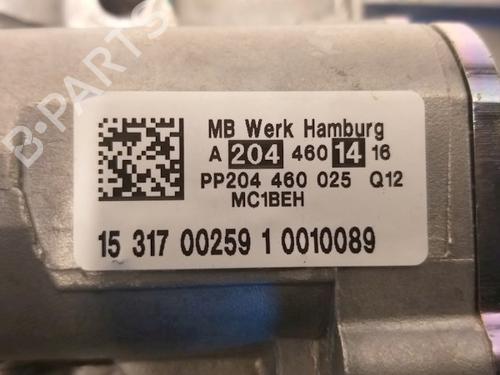 B-PARTS
MB Werk Hamburg
A 204 460 14 16
PP204 460 025 Q12
MC1BEH
15 317 00259 1 0010089